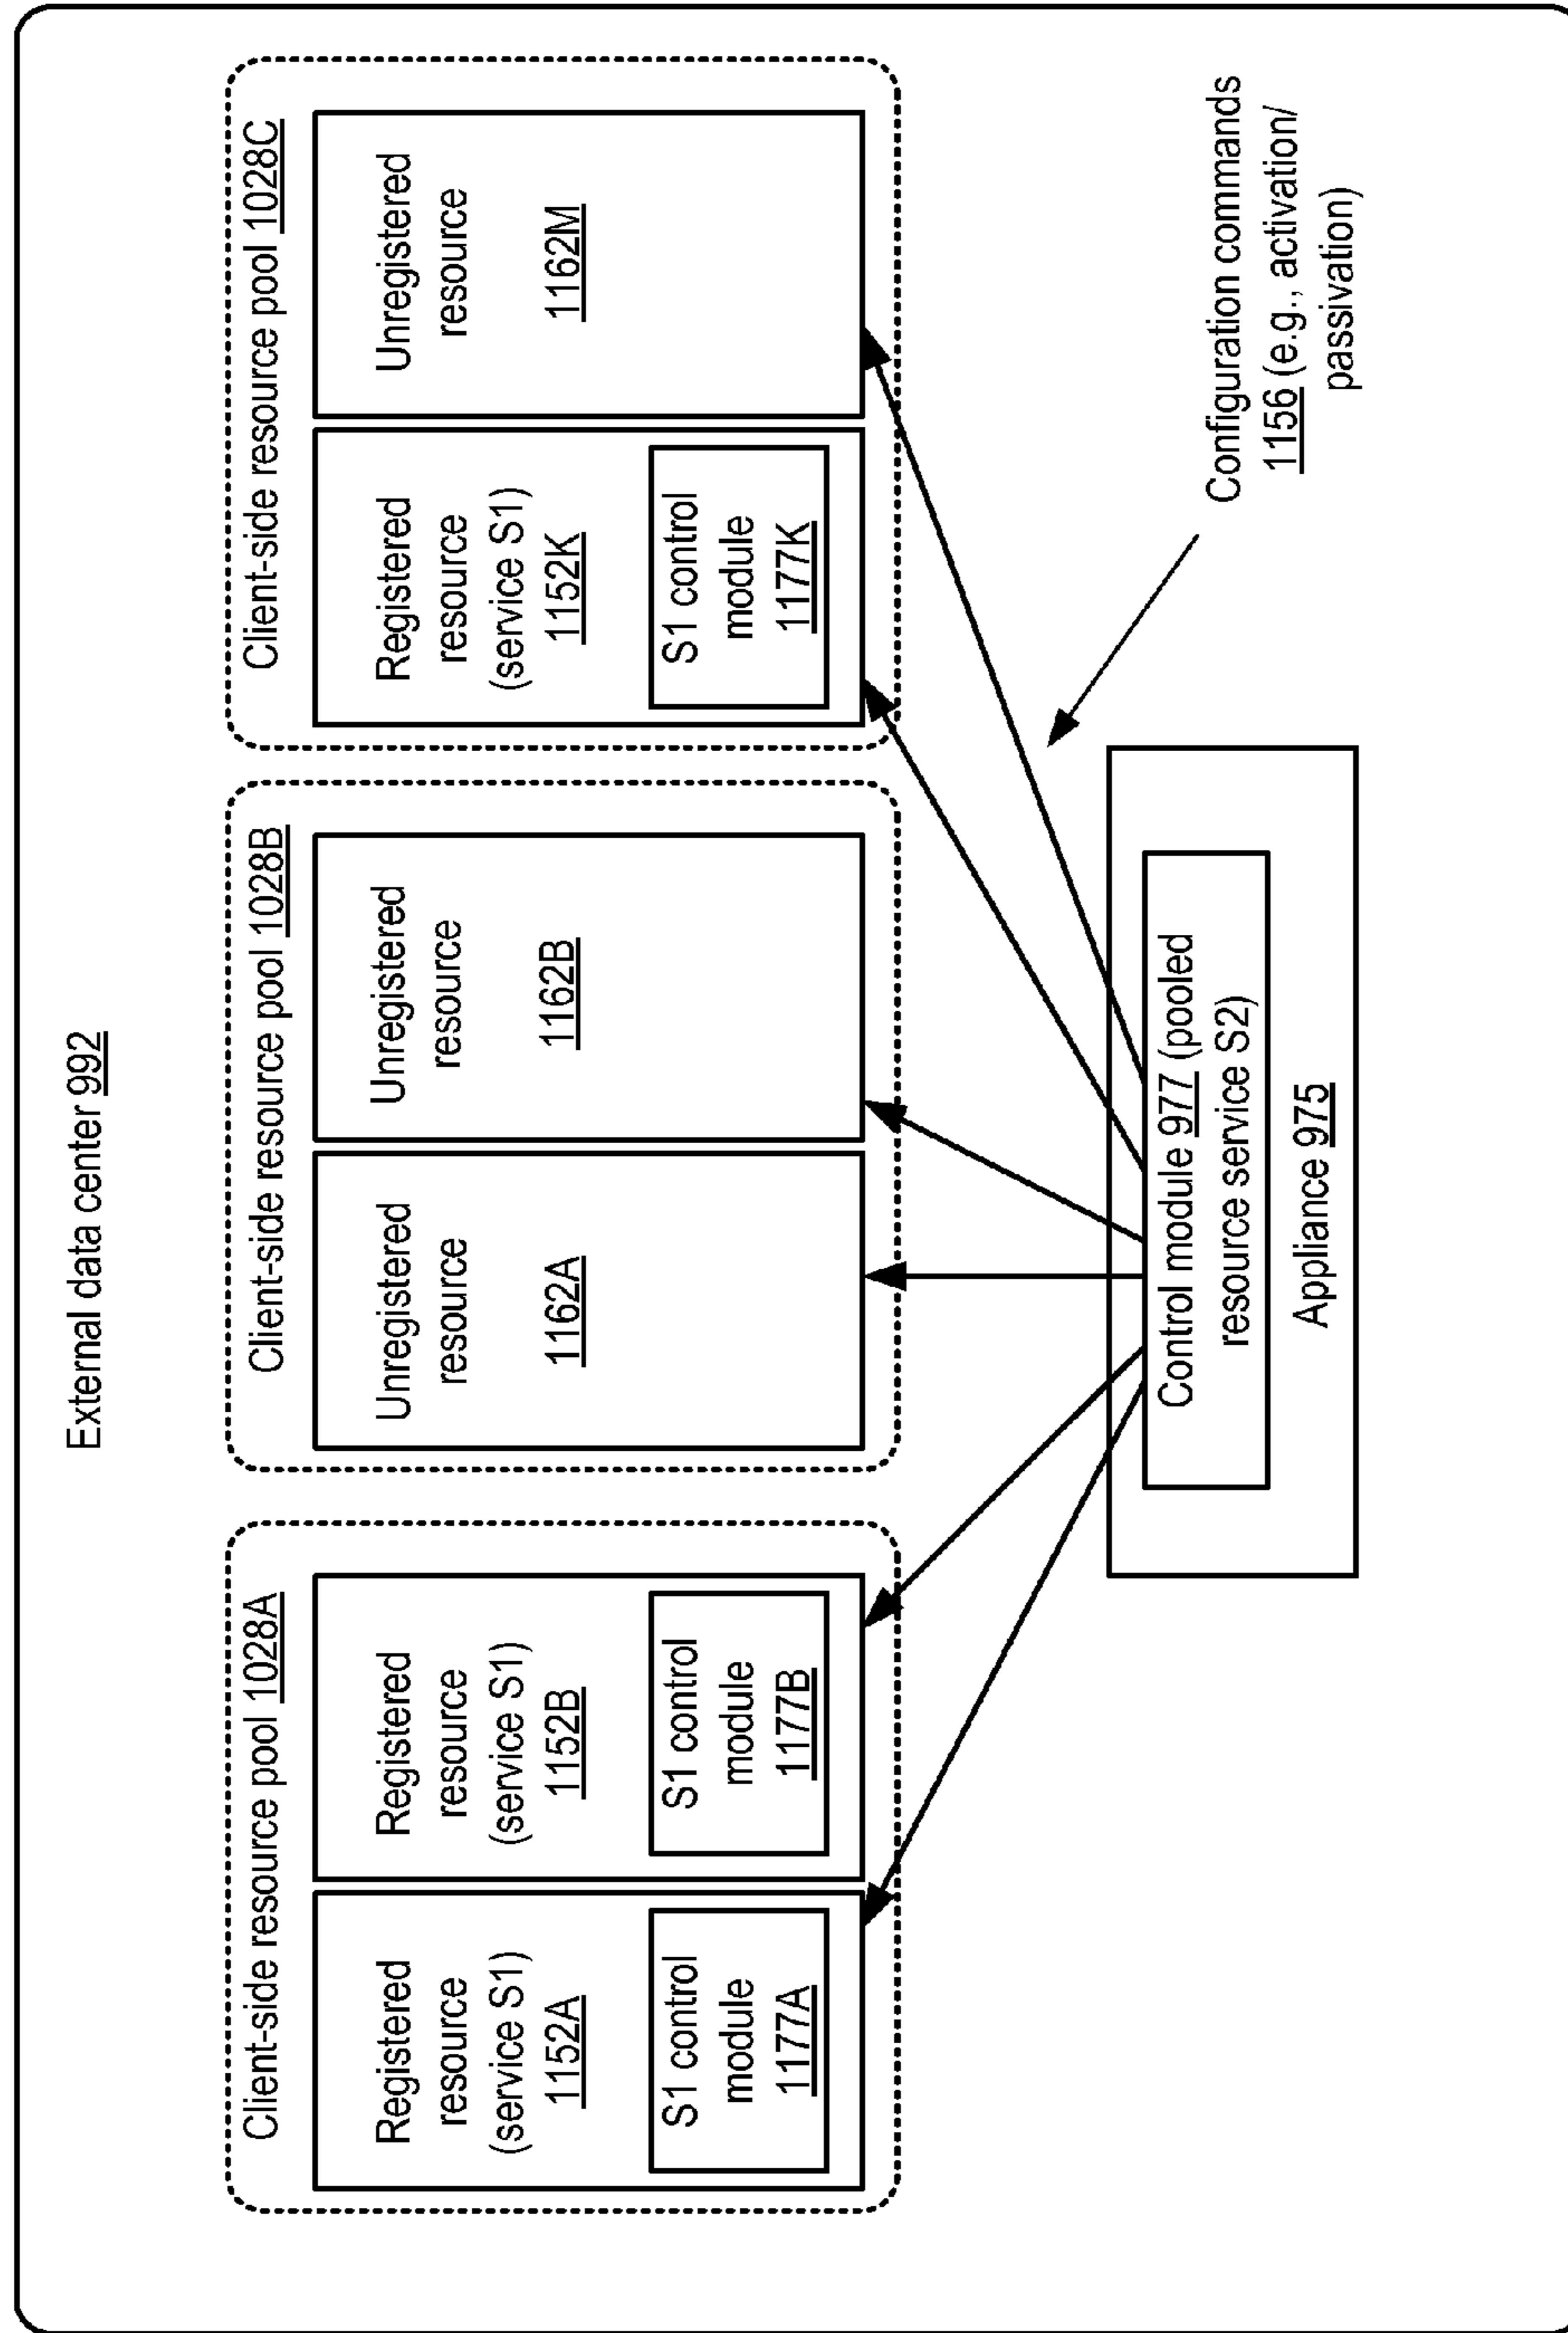 External data center 992
Client-side resource pool 1028A
Registered
resource
(service S1)
1152A
S1 control
module
1177A
Registered
resource
(service S1)
1152B
S1 control
module
1177B
Client-side resource pool 1028B
Unregistered
resource
1162A
Unregistered
resource
1162B
Client-side resource pool 1028C
Registered
resource
(service S1)
1152K
S1 control
module
1177K
Unregistered
resource
1162M
Control module 977 (pooled
resource service S2)
Appliance 975
Configuration commands
1156 (e.g., activation/
passivation)